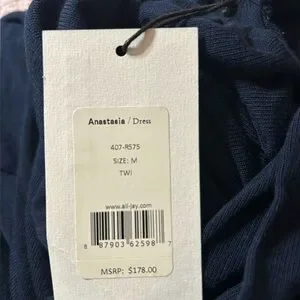 Anastasia / Dress
407-R575
SIZE: M
TWI
www.ali-jay.com
8 87903 62598 7
MSRP: $178.00